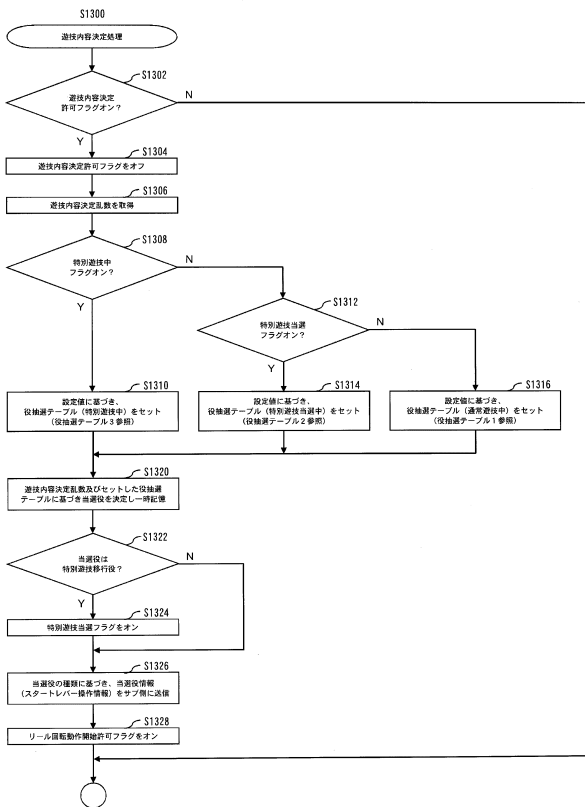 S1300
遊技内容決定処理
S1302
遊技内容決定
許可フラグオン?
N
Y
S1304
遊技内容決定許可フラグをオフ
S1306
遊技内容決定乱数を取得
S1308
特別遊技中
フラグオン?
N
Y
S1312
特別遊技当選
フラグオン?
N
Y
S1310
設定値に基づき、
役抽選テーブル(特別遊技中)をセット
(役抽選テーブル3参照)
S1314
設定値に基づき、
役抽選テーブル(特別遊技当選中)をセット
(役抽選テーブル2参照)
S1316
設定値に基づき、
役抽選テーブル(通常遊技中)をセット
(役抽選テーブル1参照)
S1320
遊技内容決定乱数及びセットした役抽選
テーブルに基づき当選役を決定し一時記憶
S1322
当選役は
特別遊技移行役?
N
Y
S1324
特別遊技当選フラグをオン
S1326
当選役の種類に基づき、当選役情報
(スタートレバー操作情報)をサブ側に送信
S1328
リール回転動作開始許可フラグをオン